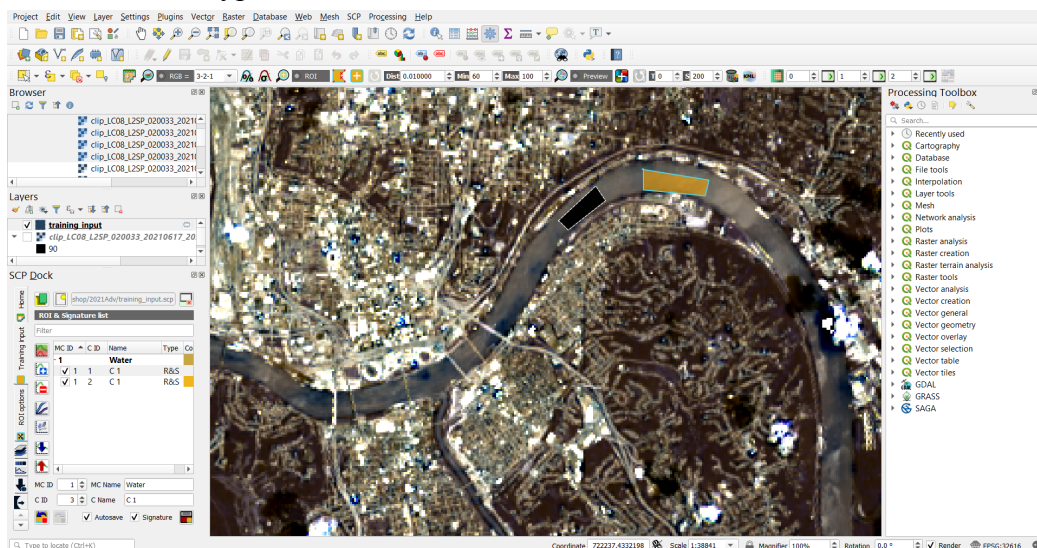 Project Edit View Layer Settings Plugins Vector Raster Database Web Mesh SCP Processing Help
RGB = 3-2-1 ROI Dist 0.010000 Min 60 Max 100 Preview T 0 S 200 KML 0 1 2
Browser
clip_LC08_L2SP_020033_2021
clip_LC08_L2SP_020033_2021
clip_LC08_L2SP_020033_2021
clip_LC08_L2SP_020033_2021
clip_LC08_L2SP_020033_2021
Layers
training_input
clip_LC08_L2SP_020033_20210617_20
90
SCP Dock
Home
Training input
ROI options
shop/2021Adv/training_input.scp
ROI & Signature list
Filter
MC ID C ID Name Type Co
1 Water
1 1 C 1 R&S
1 2 C 1 R&S
MC ID 1 MC Name Water
C ID 3 C Name C 1
Autosave Signature
Type to locate (Ctrl+K)
Processing Toolbox
Search...
Recently used
Cartography
Database
File tools
Interpolation
Layer tools
Mesh
Network analysis
Plots
Raster analysis
Raster creation
Raster terrain analysis
Raster tools
Vector analysis
Vector creation
Vector general
Vector geometry
Vector overlay
Vector selection
Vector table
Vector tiles
GDAL
GRASS
SAGA
Coordinate 722237,4332198 Scale 1:38841 Magnifier 100% Rotation 0.0 ° Render EPSG:32616